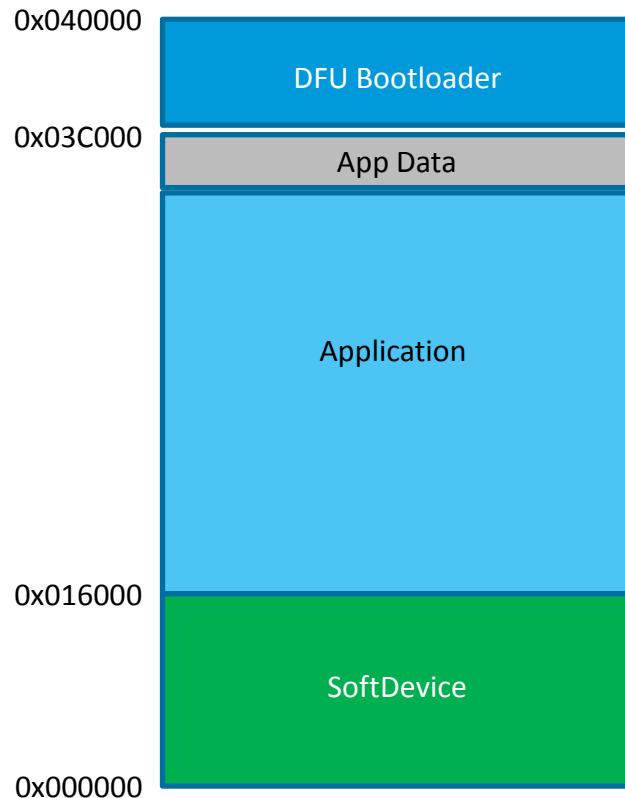 0x040000
DFU Bootloader
0x03C000
App Data
Application
0x016000
SoftDevice
0x000000